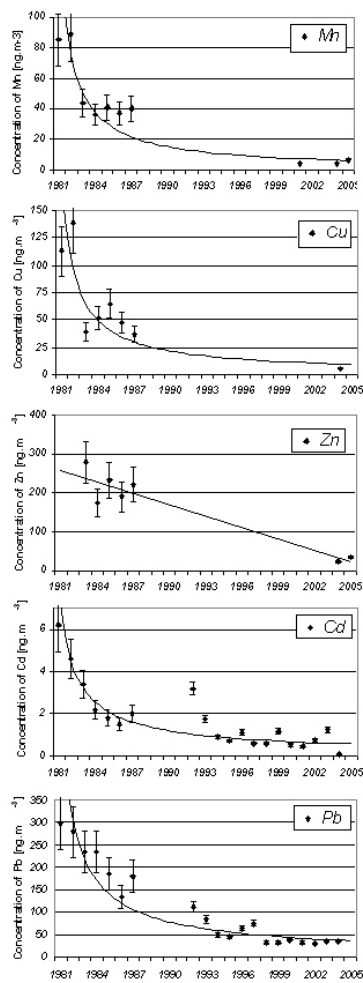 Concentration of Mn [ng.m-3]
Mn
100
80
60
40
20
0
1981 1984 1987 1990 1993 1996 1999 2002 2005
Concentration of Cu [ng.m -3]
Cu
150
125
100
75
50
25
0
1981 1984 1987 1990 1993 1996 1999 2002 2005
Concentration of Zn [ng.m -3]
Zn
400
300
200
100
0
1981 1984 1987 1990 1993 1996 1999 2002 2005
Concentration of Cd [ng.m -3]
Cd
6
4
2
0
1981 1984 1987 1990 1993 1996 1999 2002 2005
Concentration of Pb [ng.m -3]
Pb
350
300
250
200
150
100
50
0
1981 1984 1987 1990 1993 1996 1999 2002 2005